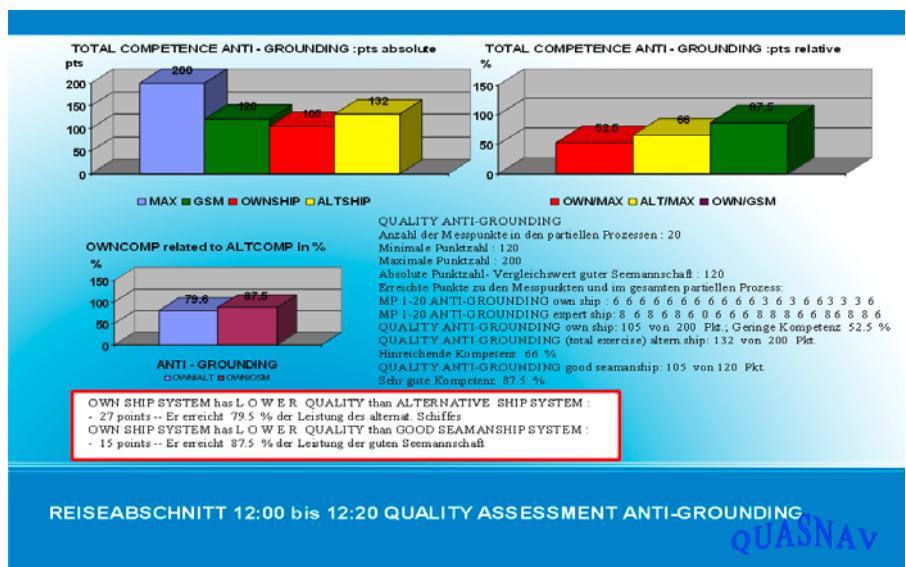 TOTAL COMPETENCE ANTI - GROUNDING :pts absolute
pts
200
150
100
50
0
200
120
105
132
MAX GSM OWNSHIP ALTSHIP
TOTAL COMPETENCE ANTI - GROUNDING :pts relative
%
150
100
50
0
52,5
66
87.5
OWN/MAX ALT/MAX OWN/GSM
OWNCOMP related to ALTCOMP in %
%
150
100
50
0
79,6
87,5
ANTI - GROUNDING
OWN/ALT OWN/GSM
QUALITY ANTI-GROUNDING
Anzahl der Messpunkte in den partiellen Prozessen : 20
Minimale Punktzahl : 120
Maximale Punktzahl : 200
Absolute Punktzahl- Vergleichswert guter Seemannschaft : 120
Erreichte Punkte zu den Messpunkten und im gesamten partiellen Prozess:
MP 1-20 ANTI-GROUNDING own ship : 6 6 6 6 6 6 6 6 6 6 6 3 6 3 6 6 3 3 3 6
MP 1-20 ANTI-GROUNDING expert ship: 8 6 8 6 8 6 0 6 6 6 8 8 8 6 6 8 6 8 8 6
QUALITY ANTI-GROUNDING own ship: 105 von 200 Pkt.; Geringe Kompetenz 52.5 %
QUALITY ANTI-GROUNDING (total exercise) altern.ship: 132 von 200 Pkt.
Hinreichende Kompetenz 66 %
QUALITY ANTI-GROUNDING good seamanship: 105 von 120 Pkt
Sehr gute Kompetenz 87.5 %
OWN SHIP SYSTEM has L O W E R QUALITY than ALTERNATIVE SHIP SYSTEM :
- 27 points -- Er erreicht 79.5 % der Leistung des alternat. Schiffes
OWN SHIP SYSTEM has L O W E R QUALITY than GOOD SEAMANSHIP SYSTEM :
- 15 points -- Er erreicht 87.5 % der Leistung der guten Seemannschaft
REISEABSCHNITT 12:00 bis 12:20 QUALITY ASSESSMENT ANTI-GROUNDING
QUASNAV